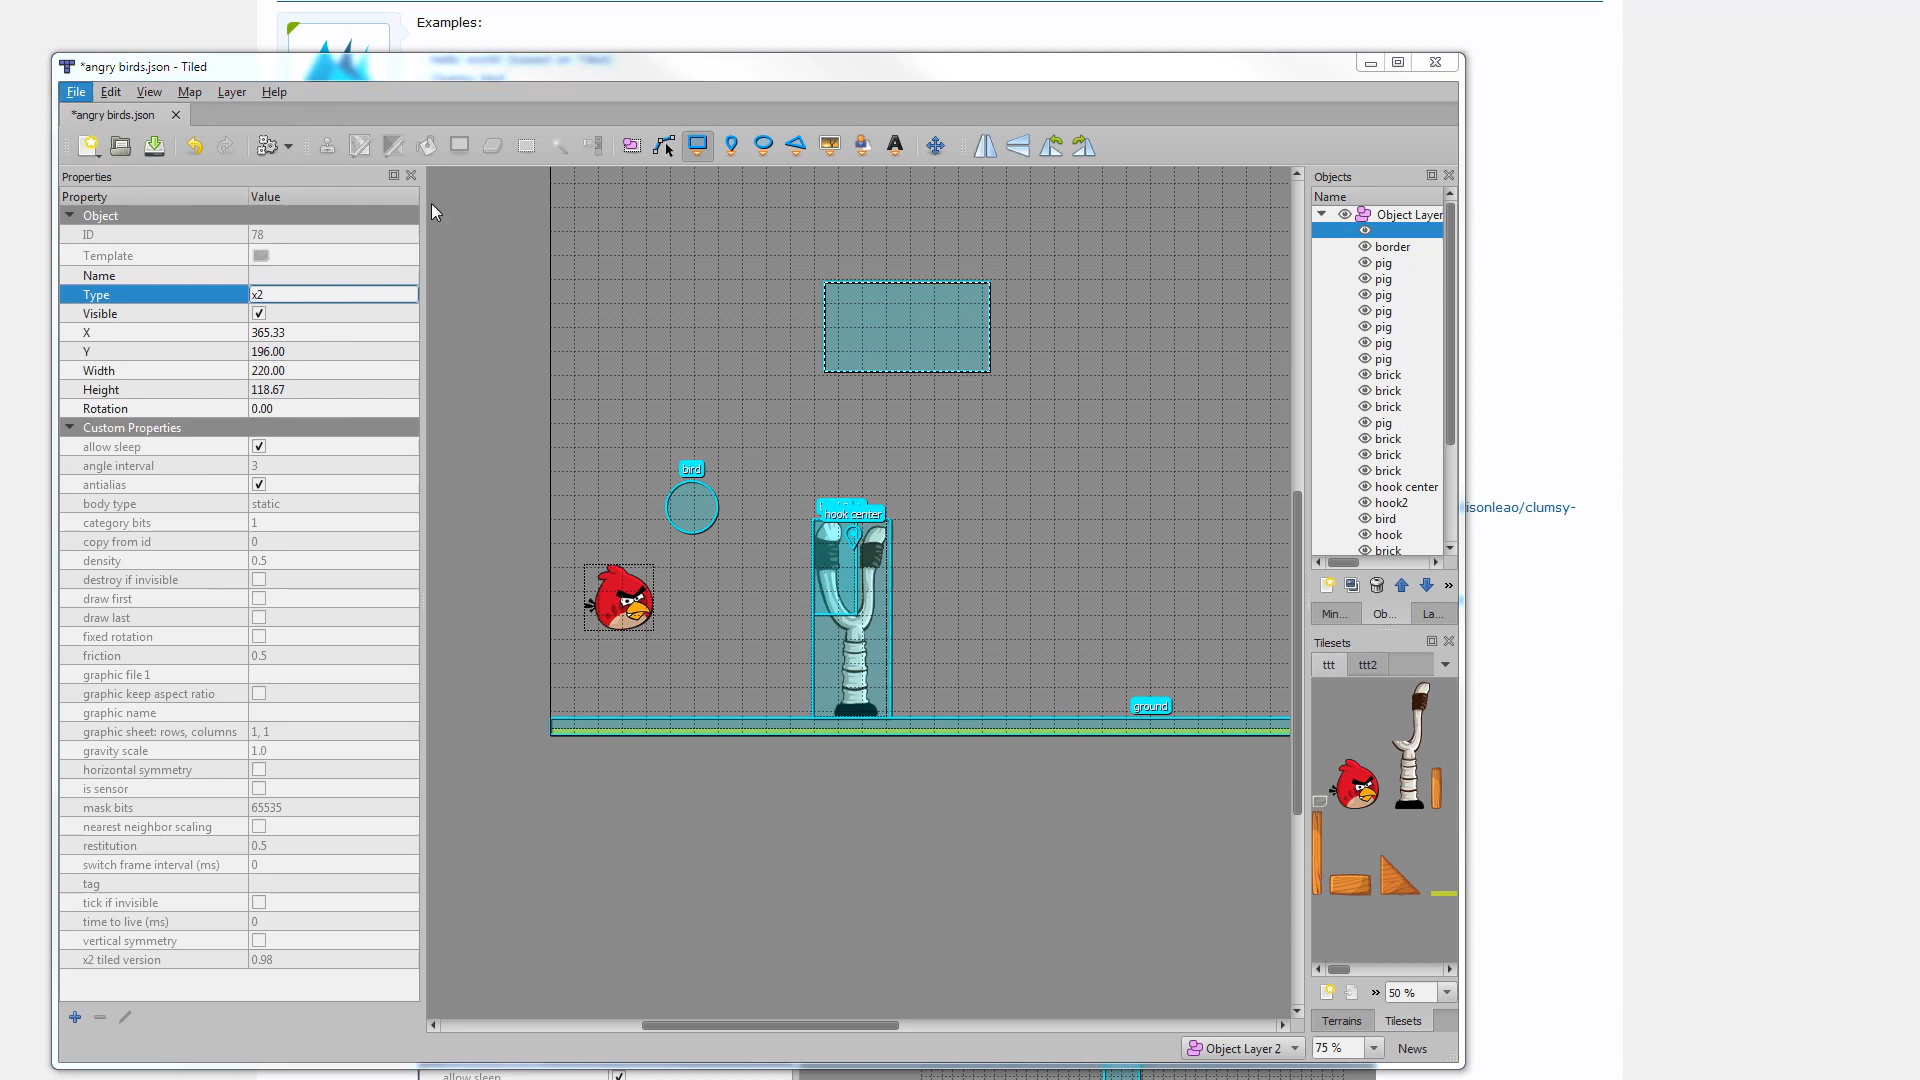 Examples:
*angry birds.json - Tiled
File Edit View Map Layer Help
*angry birds.json
Properties
Property Value
Object
ID 78
Template
Name
Type x2
Visible
X 365.33
Y 196.00
Width 220.00
Height 118.67
Rotation 0.00
Custom Properties
allow sleep
angle interval 3
antialias
body type static
category bits 1
copy from id 0
density 0.5
destroy if invisible
draw first
draw last
fixed rotation
friction 0.5
graphic file1
graphic keep aspect ratio
graphic name
graphic sheet: rows, columns 1, 1
gravity scale 1.0
horizontal symmetry
is sensor
mask bits 65535
nearest neighbor scaling
restitution 0.5
switch frame interval (ms) 0
tag
tick if invisible
time to live (ms) 0
vertical symmetry
x2 tiled version 0.98
bird
hook center
ground
Objects
Name
Object Layer
border
pig
pig
pig
pig
pig
pig
pig
brick
brick
brick
pig
brick
brick
brick
hook center
hook2
bird
hook
brick
Min... Ob... La...
Tilesets
ttt ttt2
50 %
Terrains Tilesets
Object Layer 2 75 % News
isonleao/clumsy-
allow sleep